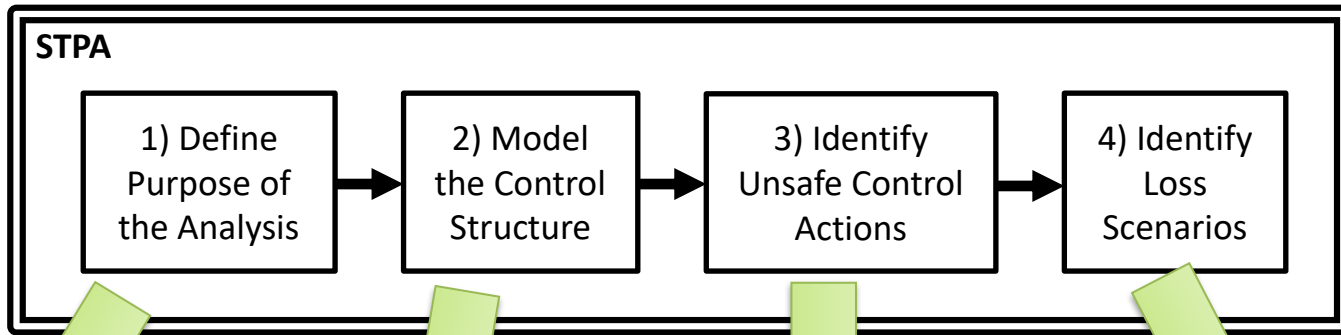 STPA
1) Define
Purpose of
the Analysis
2) Model
the Control
Structure
3) Identify
Unsafe Control
Actions
4) Identify
Loss
Scenarios